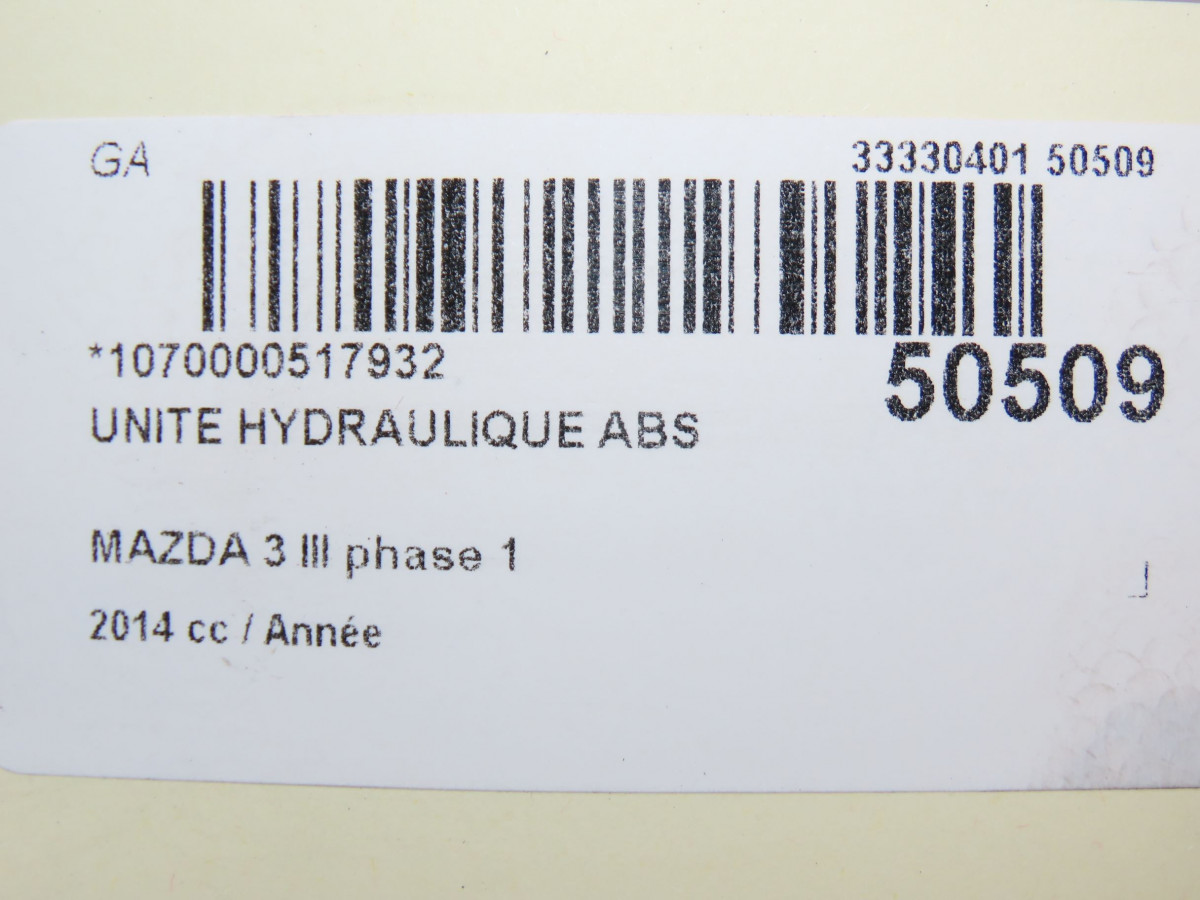 GA
33330401 50509
*1070000517932
50509
UNITE HYDRAULIQUE ABS
MAZDA 3 III phase 1
2014 cc / Année